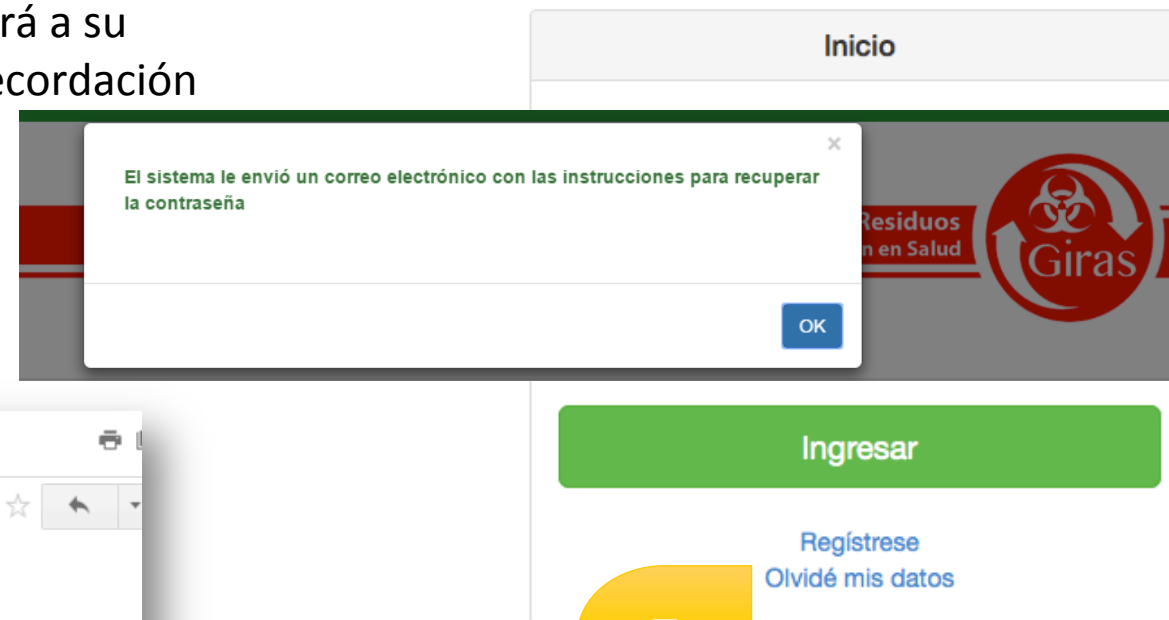 rá a su
ecordación
Inicio
×
El sistema le envió un correo electrónico con las instrucciones para recuperar
la contraseña
Residuos
n en Salud
Giras
OK
Ingresar
Regístrese
Olvidé mis datos